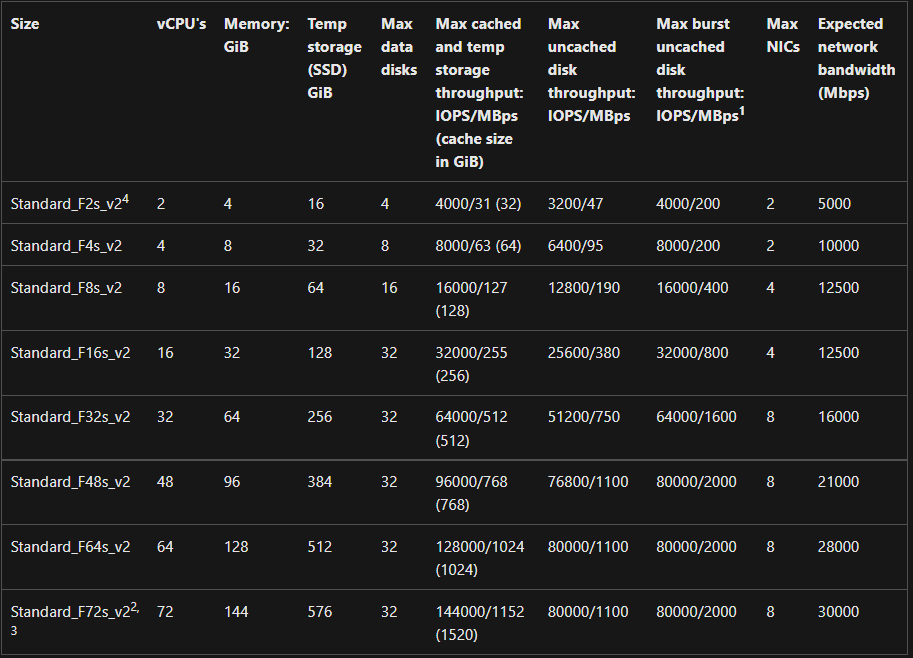 Size vCPU's Memory: GiB Temp storage (SSD) GiB Max data disks Max cached and temp storage throughput: IOPS/MBps (cache size in GiB) Max uncached disk throughput: IOPS/MBps Max burst uncached disk throughput: IOPS/MBps1 Max NICs Expected network bandwidth (Mbps)
Standard_F2s_v24 2 4 16 4 4000/31 (32) 3200/47 4000/200 2 5000
Standard_F4s_v2 4 8 32 8 8000/63 (64) 6400/95 8000/200 2 10000
Standard_F8s_v2 8 16 64 16 16000/127 (128) 12800/190 16000/400 4 12500
Standard_F16s_v2 16 32 128 32 32000/255 (256) 25600/380 32000/800 4 12500
Standard_F32s_v2 32 64 256 32 64000/512 (512) 51200/750 64000/1600 8 16000
Standard_F48s_v2 48 96 384 32 96000/768 (768) 76800/1100 80000/2000 8 21000
Standard_F64s_v2 64 128 512 32 128000/1024 (1024) 80000/1100 80000/2000 8 28000
Standard_F72s_v22, 3 72 144 576 32 144000/1152 (1520) 80000/1100 80000/2000 8 30000